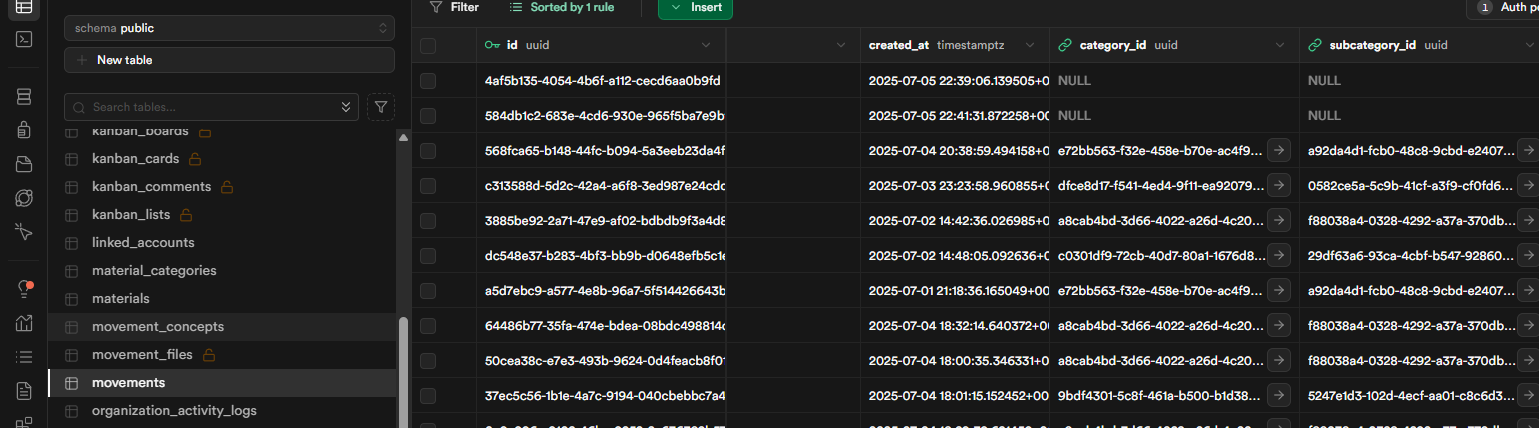 schema public
New table
Search tables...
kanban_boards
kanban_cards
kanban_comments
kanban_lists
linked_accounts
material_categories
materials
movement_concepts
movement_files
movements
organization_activity_logs
Filter Sorted by 1 rule Insert 1 Auth
id uuid created_at timestamptz category_id uuid subcategory_id uuid
4af5b135-4054-4b6f-a112-cecd6aa0b9fd 2025-07-05 22:39:06.139505+0 NULL NULL
584db1c2-683e-4cd6-930e-965f5ba7e9b 2025-07-05 22:41:31.872258+00 NULL NULL
568fca65-b148-44fc-b094-5a3eeb23da4f 2025-07-04 20:38:59.494158+0 e72bb563-f32e-458e-b70e-ac4f9... a92da4d1-fcb0-48c8-9cbd-e2407...
c313588d-5d2c-42a4-a6f8-3ed987e24cdc 2025-07-03 23:23:58.960855+0 dfce8d17-f541-4ed4-9f11-ea92079... 0582ce5a-5c9b-41cf-a3f9-cf0fd6...
3885be92-2a71-47e9-af02-bdbdb9f3a4d8 2025-07-02 14:42:36.026985+0 a8cab4bd-3d66-4022-a26d-4c20... f88038a4-0328-4292-a37a-370db...
dc548e37-b283-4bf3-bb9b-d0648efb5c1e 2025-07-02 14:48:05.092636+0 c0301df9-72cb-40d7-80a1-1676d8... 29df63a6-93ca-4cbf-b547-92860...
a5d7ebc9-a577-4e8b-96a7-5f514426643b 2025-07-01 21:18:36.165049+00 e72bb563-f32e-458e-b70e-ac4f9... a92da4d1-fcb0-48c8-9cbd-e2407...
64486b77-35fa-474e-bdea-08bdc498814c 2025-07-04 18:32:14.640372+0 a8cab4bd-3d66-4022-a26d-4c20... f88038a4-0328-4292-a37a-370db...
50cea38c-e7e3-493b-9624-0d4feacb8f0 2025-07-04 18:00:35.346331+0 a8cab4bd-3d66-4022-a26d-4c20... f88038a4-0328-4292-a37a-370db...
37ec5c56-1b1e-4a7c-9194-040cbebbc7a4 2025-07-04 18:01:15.152452+00 9bdf4301-5c8f-461a-b500-b1d38... 5247e1d3-102d-4ecf-aa01-c8c6d3...